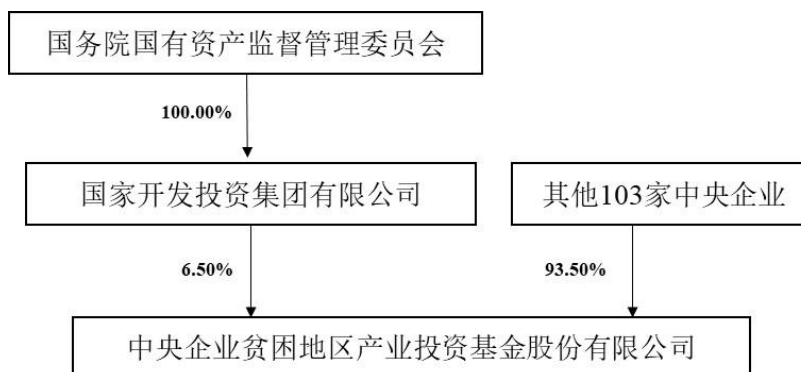 国务院国有资产监督管理委员会
100.00%
国家开发投资集团有限公司
其他103家中央企业
6.50%
93.50%
中央企业贫困地区产业投资基金股份有限公司